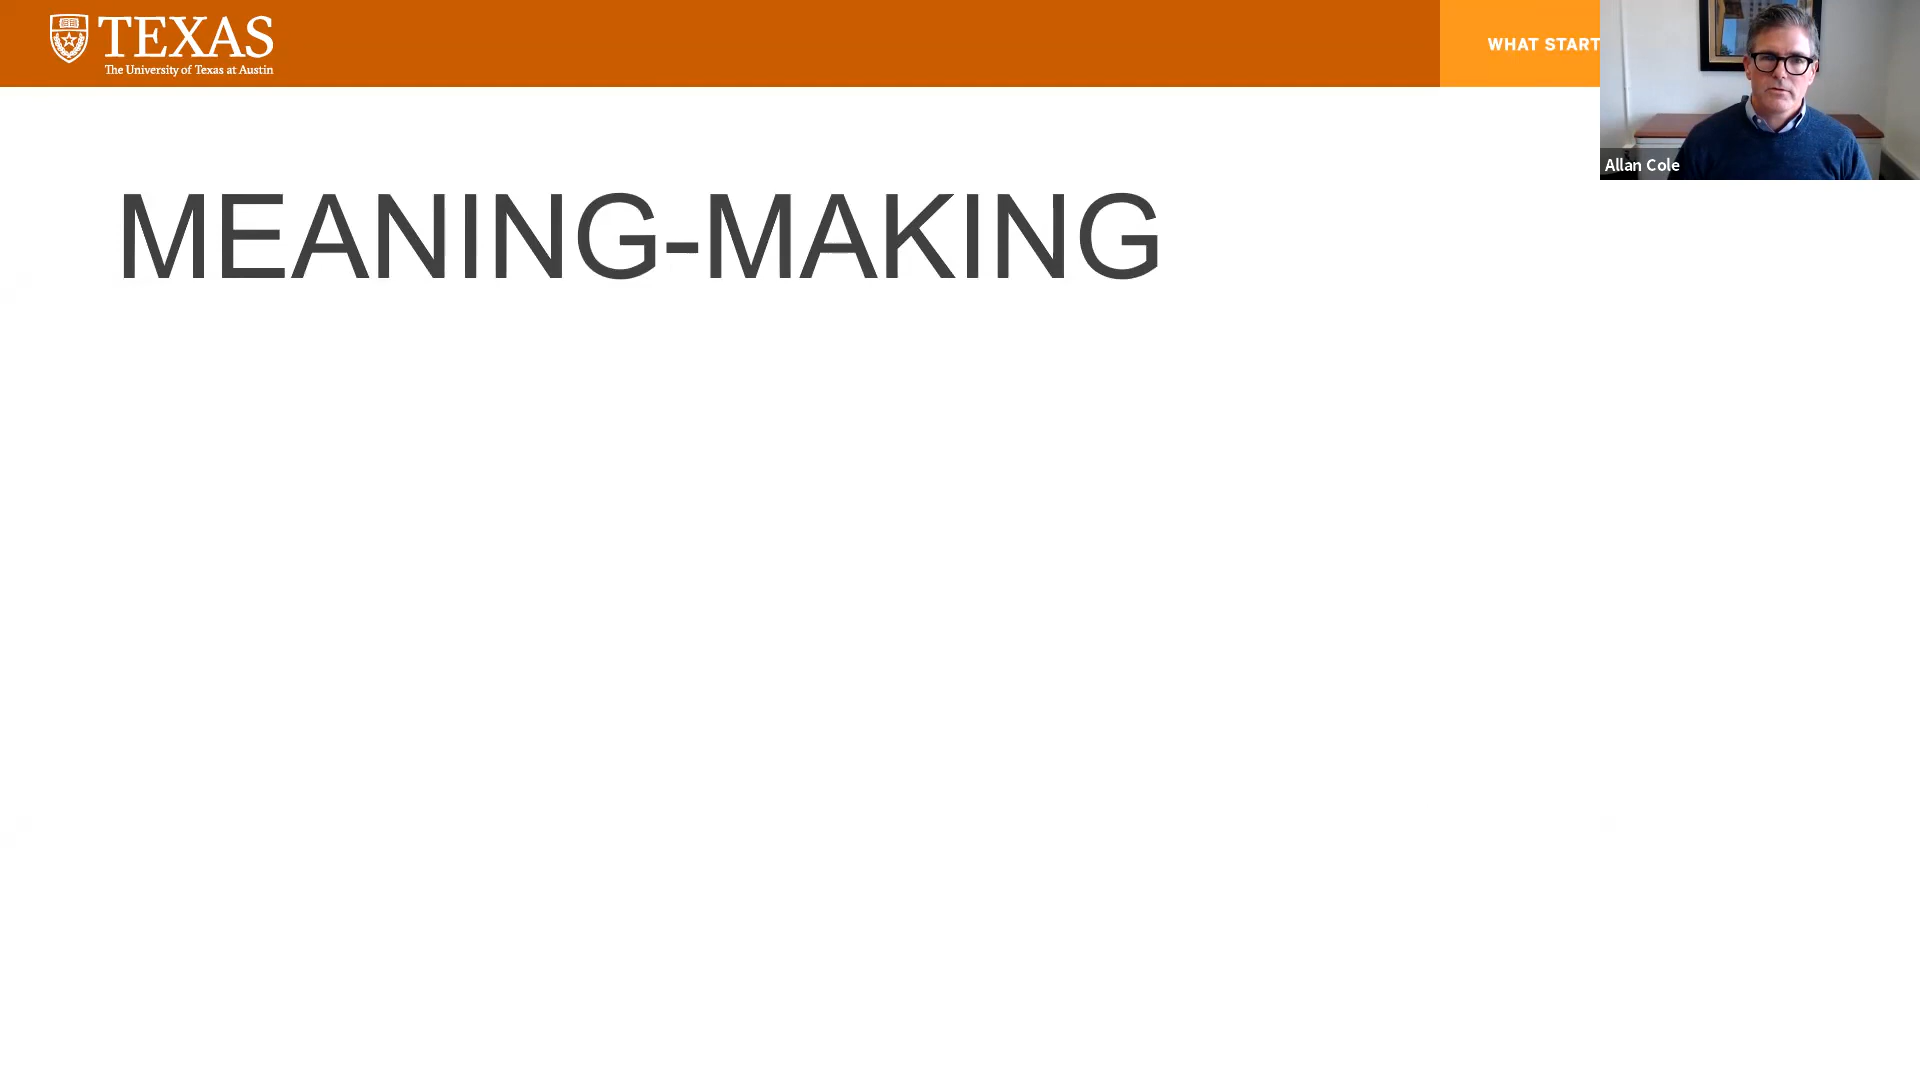 TEXAS
The University of Texas at Austin
WHAT START
Allan Cole
MEANING-MAKING